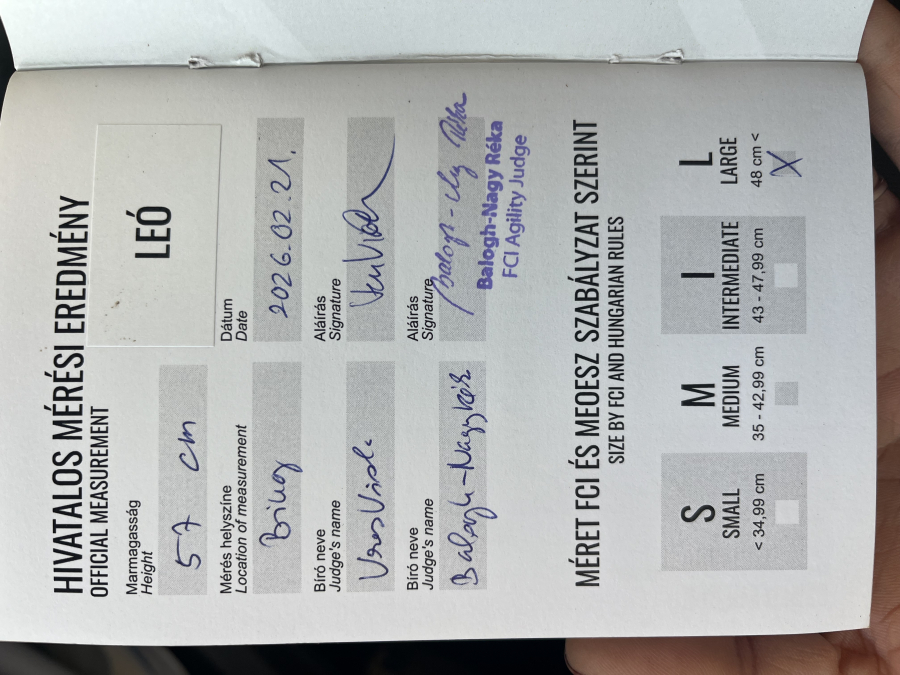 HIVATALOS MÉRÉSI EREDMÉNY
OFFICIAL MEASUREMENT
LEÓ
Marmagasság
Height
57 cm
Mérés helyszíne
Location of measurement
Dátum
Date
2026.02.21.
Bíró neve
Judge's name
Aláírás
Signature
Bíró neve
Judge's name
Balogh-Nagy Réka
Aláírás
Signature
Balogh-Nagy Réka
Balogh-Nagy Réka
FCI Agility Judge
MÉRET FCI ÉS MEOESZ SZABÁLYZAT SZERINT
SIZE BY FCI AND HUNGARIAN RULES
S
SMALL
< 34,99 cm
M
MEDIUM
35 - 42,99 cm
I
INTERMEDIATE
43 - 47,99 cm
L
LARGE
48 cm <
X